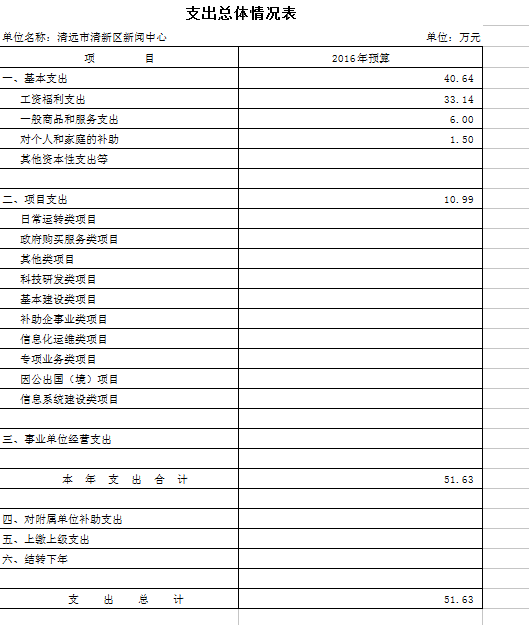 支出总体情况表
单位名称：清远市清新区新闻中心 单位：万元
项 目 2016年预算
一、基本支出 40.64
工资福利支出 33.14
一般商品和服务支出 6.00
对个人和家庭的补助 1.50
其他资本性支出等
二、项目支出 10.99
日常运转类项目
政府购买服务类项目
其他类项目
科技研发类项目
基本建设类项目
补助企事业类项目
信息化运维类项目
专项业务类项目
因公出国（境）项目
信息系统建设类项目
三、事业单位经营支出
本 年 支 出 合 计 51.63
四、对附属单位补助支出
五、上缴上级支出
六、结转下年
支 出 总 计 51.63